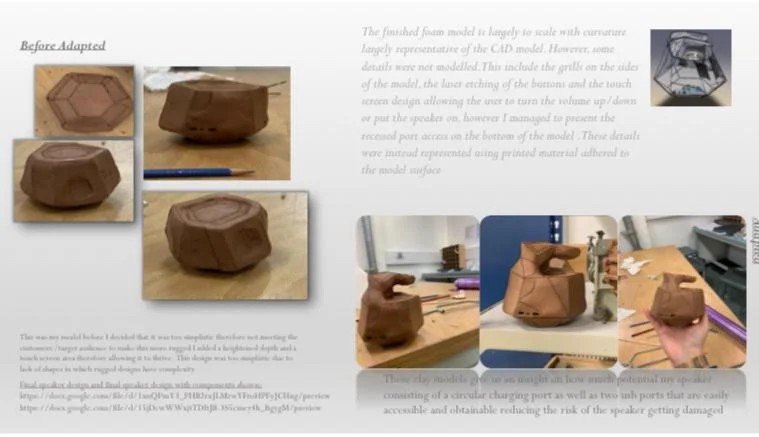 Before Adapted
This was my model before I decided that it was too simplistic therefore not meeting the
customers /target audience to make this more rugged I added a heightened depth and a
touch screen area therefore allowing it to thrive. This design was too simplistic due to
lack of shapes in which rugged designs have complexity.
Final speaker design and final speaker design with components shown:
The finished foam model is largely to scale with curvature
largely representative of the CAD model. However, some
details were not modelled.This include the grills on the sides
of the model, the laser etching of the buttons and the touch
screen design allowing the user to turn the volume up/down
or put the speaker on, however I managed to present the
recessed port access on the bottom of the model .These details
were instead represented using printed material adhered to
the model surface
Adapted
These clay models give us an insight on how much potential my speaker
consisting of a circular charging port as well as two usb ports that are easily
accessible and obtainable reducing the risk of the speaker getting damaged